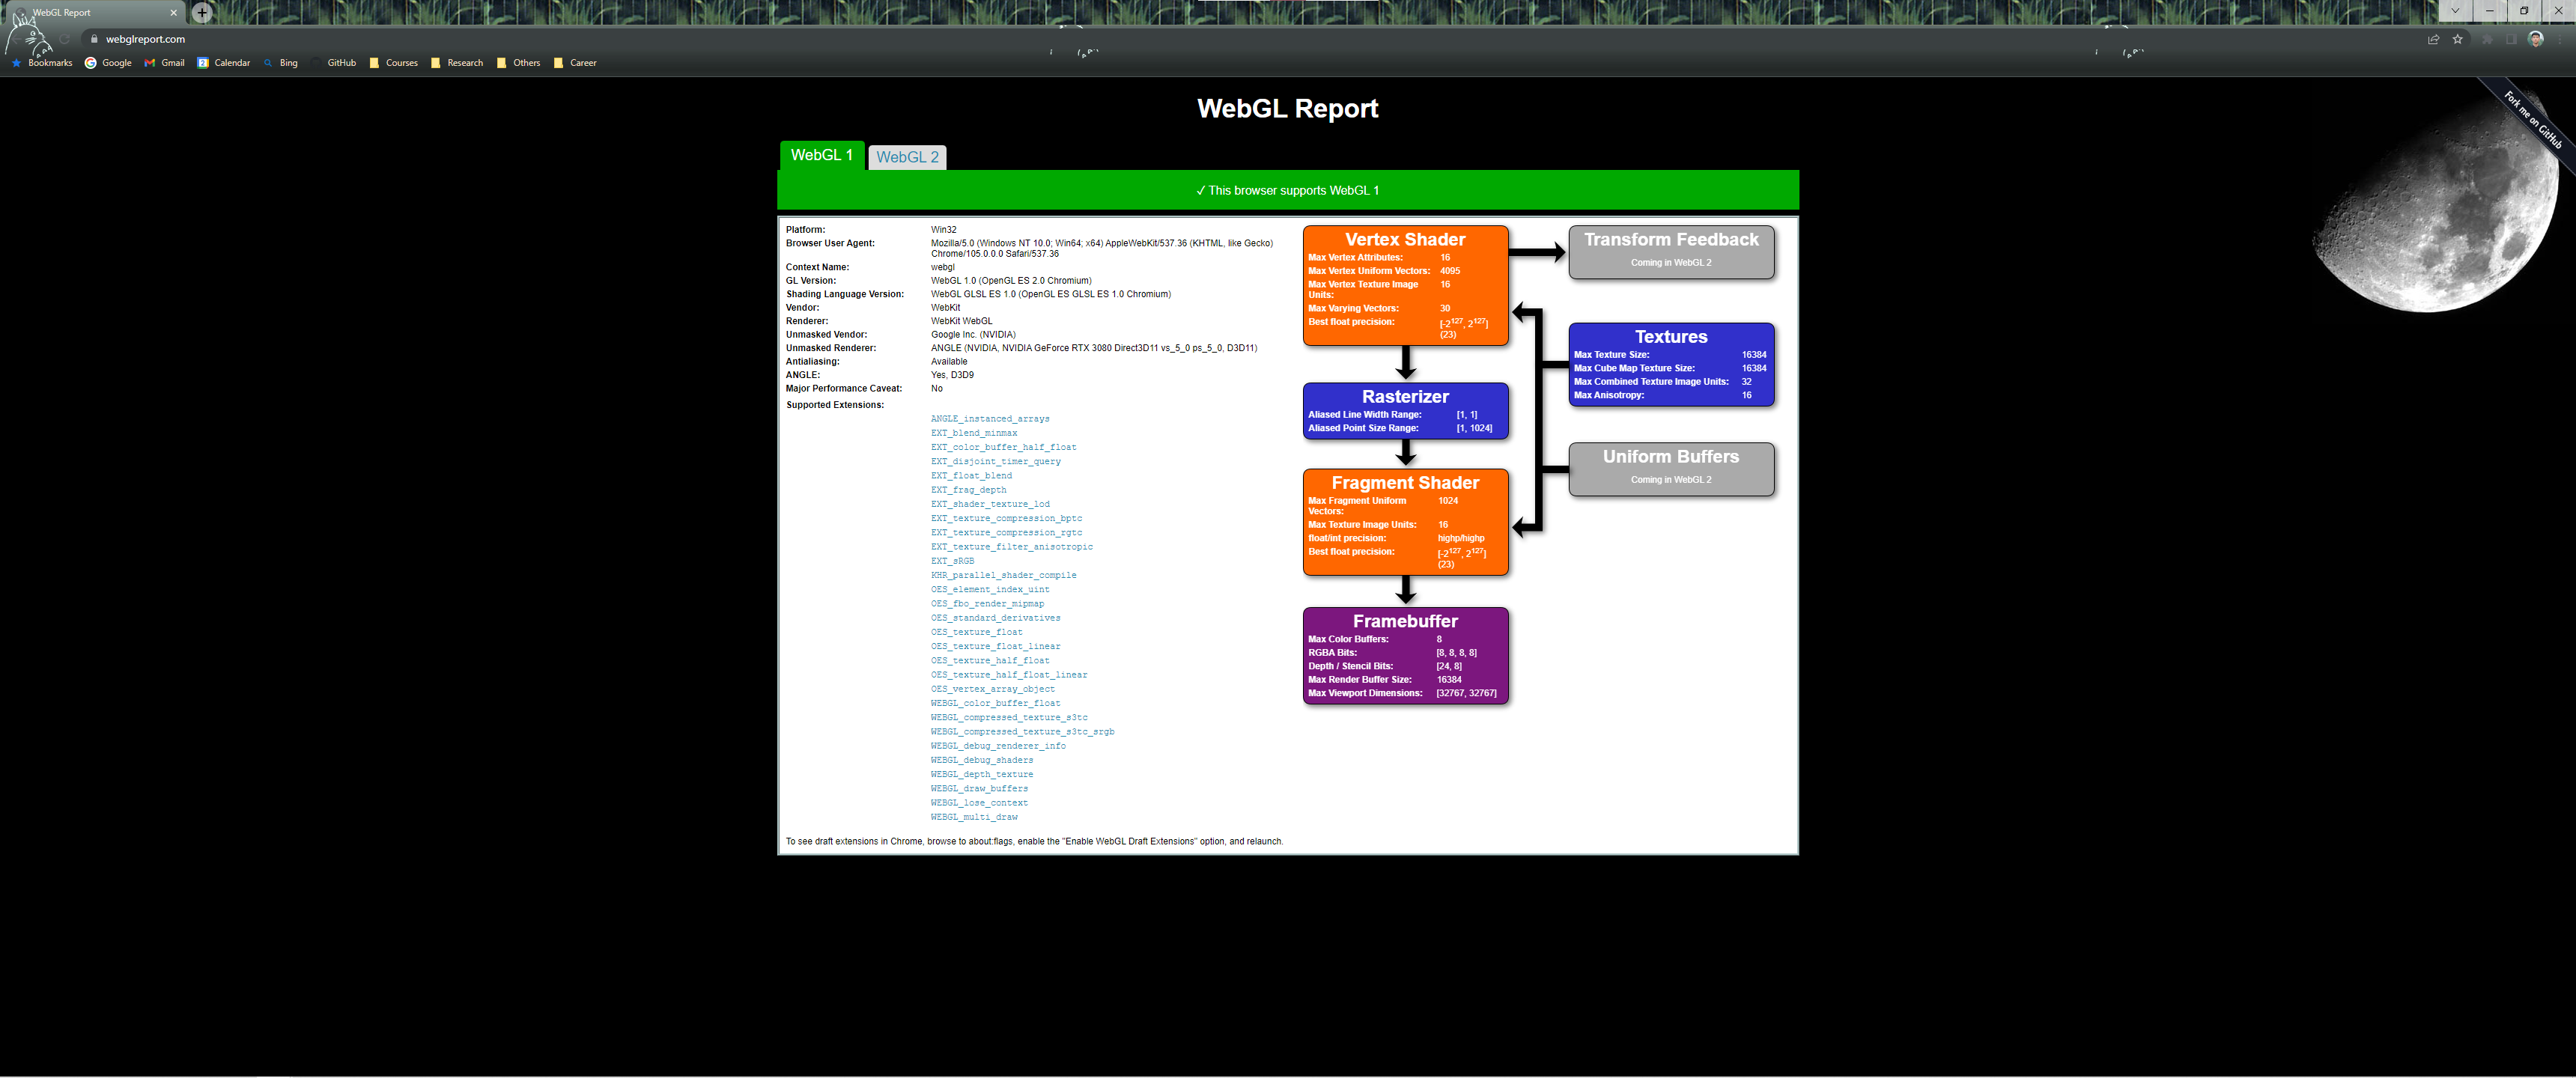 WebGL Report
webglreport.com
Bookmarks Google Gmail Calendar Bing GitHub Courses Research Others Career
Fork me on GitHub
WebGL Report
WebGL 1 WebGL 2
✓ This browser supports WebGL 1
Platform: Win32
Browser User Agent: Mozilla/5.0 (Windows NT 10.0; Win64; x64) AppleWebKit/537.36 (KHTML, like Gecko)
Chrome/105.0.0.0 Safari/537.36
Context Name: webgl
GL Version: WebGL 1.0 (OpenGL ES 2.0 Chromium)
Shading Language Version: WebGL GLSL ES 1.0 (OpenGL ES GLSL ES 1.0 Chromium)
Vendor: WebKit
Renderer: WebKit WebGL
Unmasked Vendor: Google Inc. (NVIDIA)
Unmasked Renderer: ANGLE (NVIDIA, NVIDIA GeForce RTX 3080 Direct3D11 vs_5_0 ps_5_0, D3D11)
Antialiasing: Available
ANGLE: Yes, D3D9
Major Performance Caveat: No
Supported Extensions:
ANGLE_instanced_arrays
EXT_blend_minmax
EXT_color_buffer_half_float
EXT_disjoint_timer_query
EXT_float_blend
EXT_frag_depth
EXT_shader_texture_lod
EXT_texture_compression_bptc
EXT_texture_compression_rgtc
EXT_texture_filter_anisotropic
EXT_sRGB
KHR_parallel_shader_compile
OES_element_index_uint
OES_fbo_render_mipmap
OES_standard_derivatives
OES_texture_float
OES_texture_float_linear
OES_texture_half_float
OES_texture_half_float_linear
OES_vertex_array_object
WEBGL_color_buffer_float
WEBGL_compressed_texture_s3tc
WEBGL_compressed_texture_s3tc_srgb
WEBGL_debug_renderer_info
WEBGL_debug_shaders
WEBGL_depth_texture
WEBGL_draw_buffers
WEBGL_lose_context
WEBGL_multi_draw
To see draft extensions in Chrome, browse to about:flags, enable the "Enable WebGL Draft Extensions" option, and relaunch.
Vertex Shader
Max Vertex Attributes: 16
Max Vertex Uniform Vectors: 4095
Max Vertex Texture Image 16
Units:
Max Varying Vectors: 30
Best float precision: [-2^127, 2^127]
(23)
Transform Feedback
Coming in WebGL 2
Textures
Max Texture Size: 16384
Max Cube Map Texture Size: 16384
Max Combined Texture Image Units: 32
Max Anisotropy: 16
Rasterizer
Aliased Line Width Range: [1, 1]
Aliased Point Size Range: [1, 1024]
Uniform Buffers
Coming in WebGL 2
Fragment Shader
Max Fragment Uniform 1024
Vectors:
Max Texture Image Units: 16
float/int precision: highp/highp
Best float precision: [-2^127, 2^127]
(23)
Framebuffer
Max Color Buffers: 8
RGBA Bits: [8, 8, 8, 8]
Depth / Stencil Bits: [24, 8]
Max Render Buffer Size: 16384
Max Viewport Dimensions: [32767, 32767]